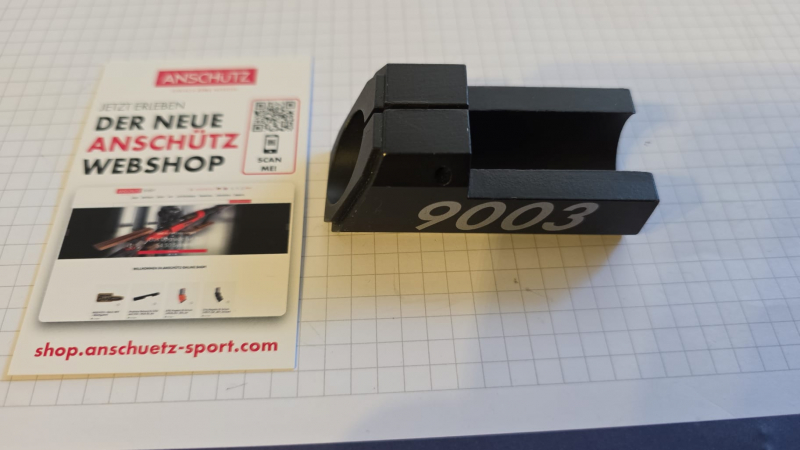 ANSCHÜTZ
JETZT ERLEBEN
DER NEUE
ANSCHÜTZ
WEBSHOP
SCAN
ME!
shop.anschuetz-sport.com
9003